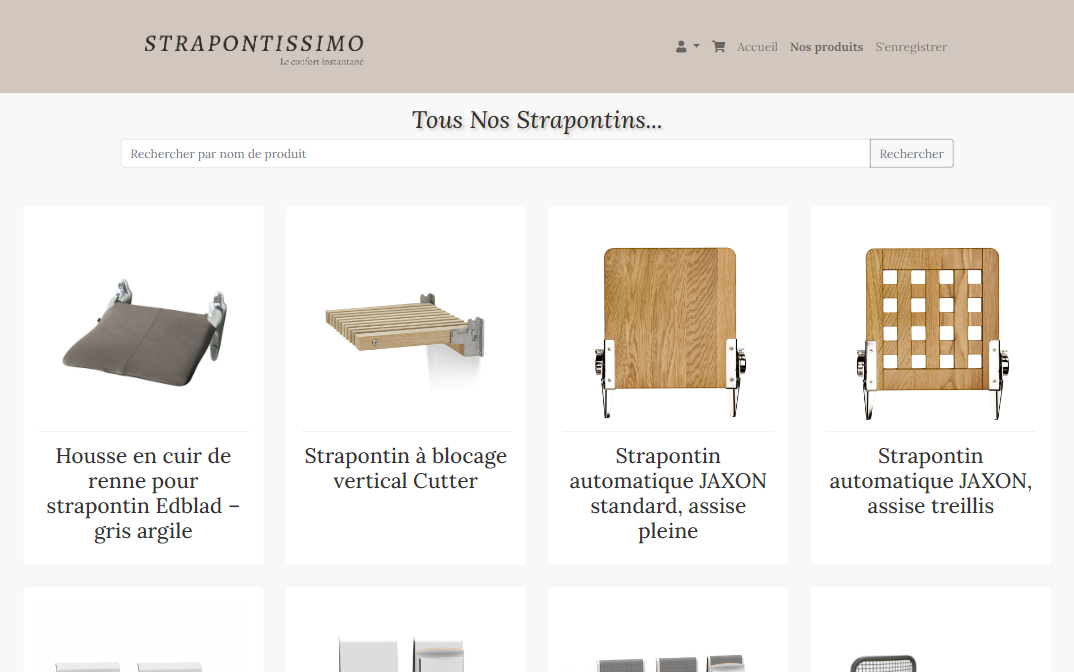 STRAPONTISSIMO
Le confort instantané
Accueil Nos produits S'enregistrer
Tous Nos Strapontins...
Rechercher par nom de produit Rechercher
Housse en cuir de
renne pour
strapontin Edblad –
gris argile
Strapontin à blocage
vertical Cutter
Strapontin
automatique JAXON
standard, assise
pleine
Strapontin
automatique JAXON,
assise treillis